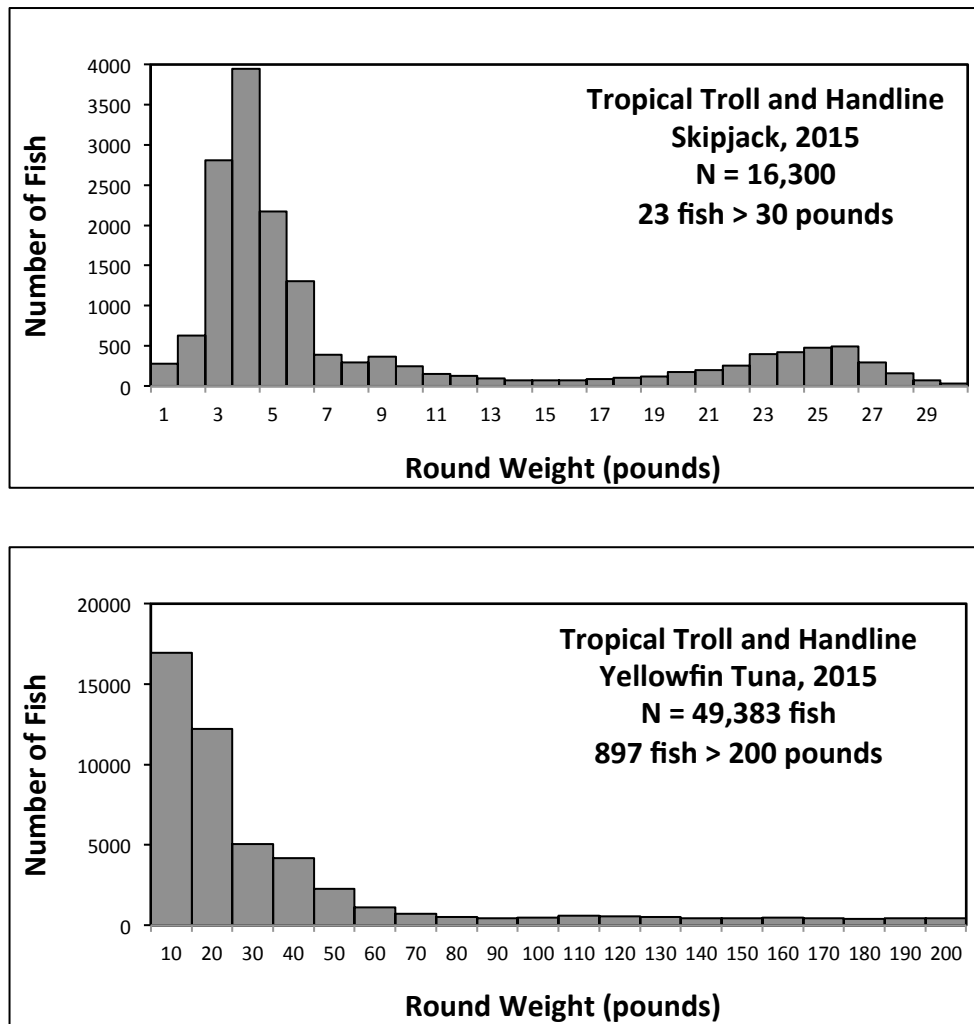 4000
3500
3000
2500
2000
1500
1000
500
0
Number of Fish
Tropical Troll and Handline
Skipjack, 2015
N = 16,300
23 fish > 30 pounds
1 3 5 7 9 11 13 15 17 19 21 23 25 27 29
Round Weight (pounds)
20000
15000
10000
5000
0
Number of Fish
Tropical Troll and Handline
Yellowfin Tuna, 2015
N = 49,383 fish
897 fish > 200 pounds
10 20 30 40 50 60 70 80 90 100 110 120 130 140 150 160 170 180 190 200
Round Weight (pounds)